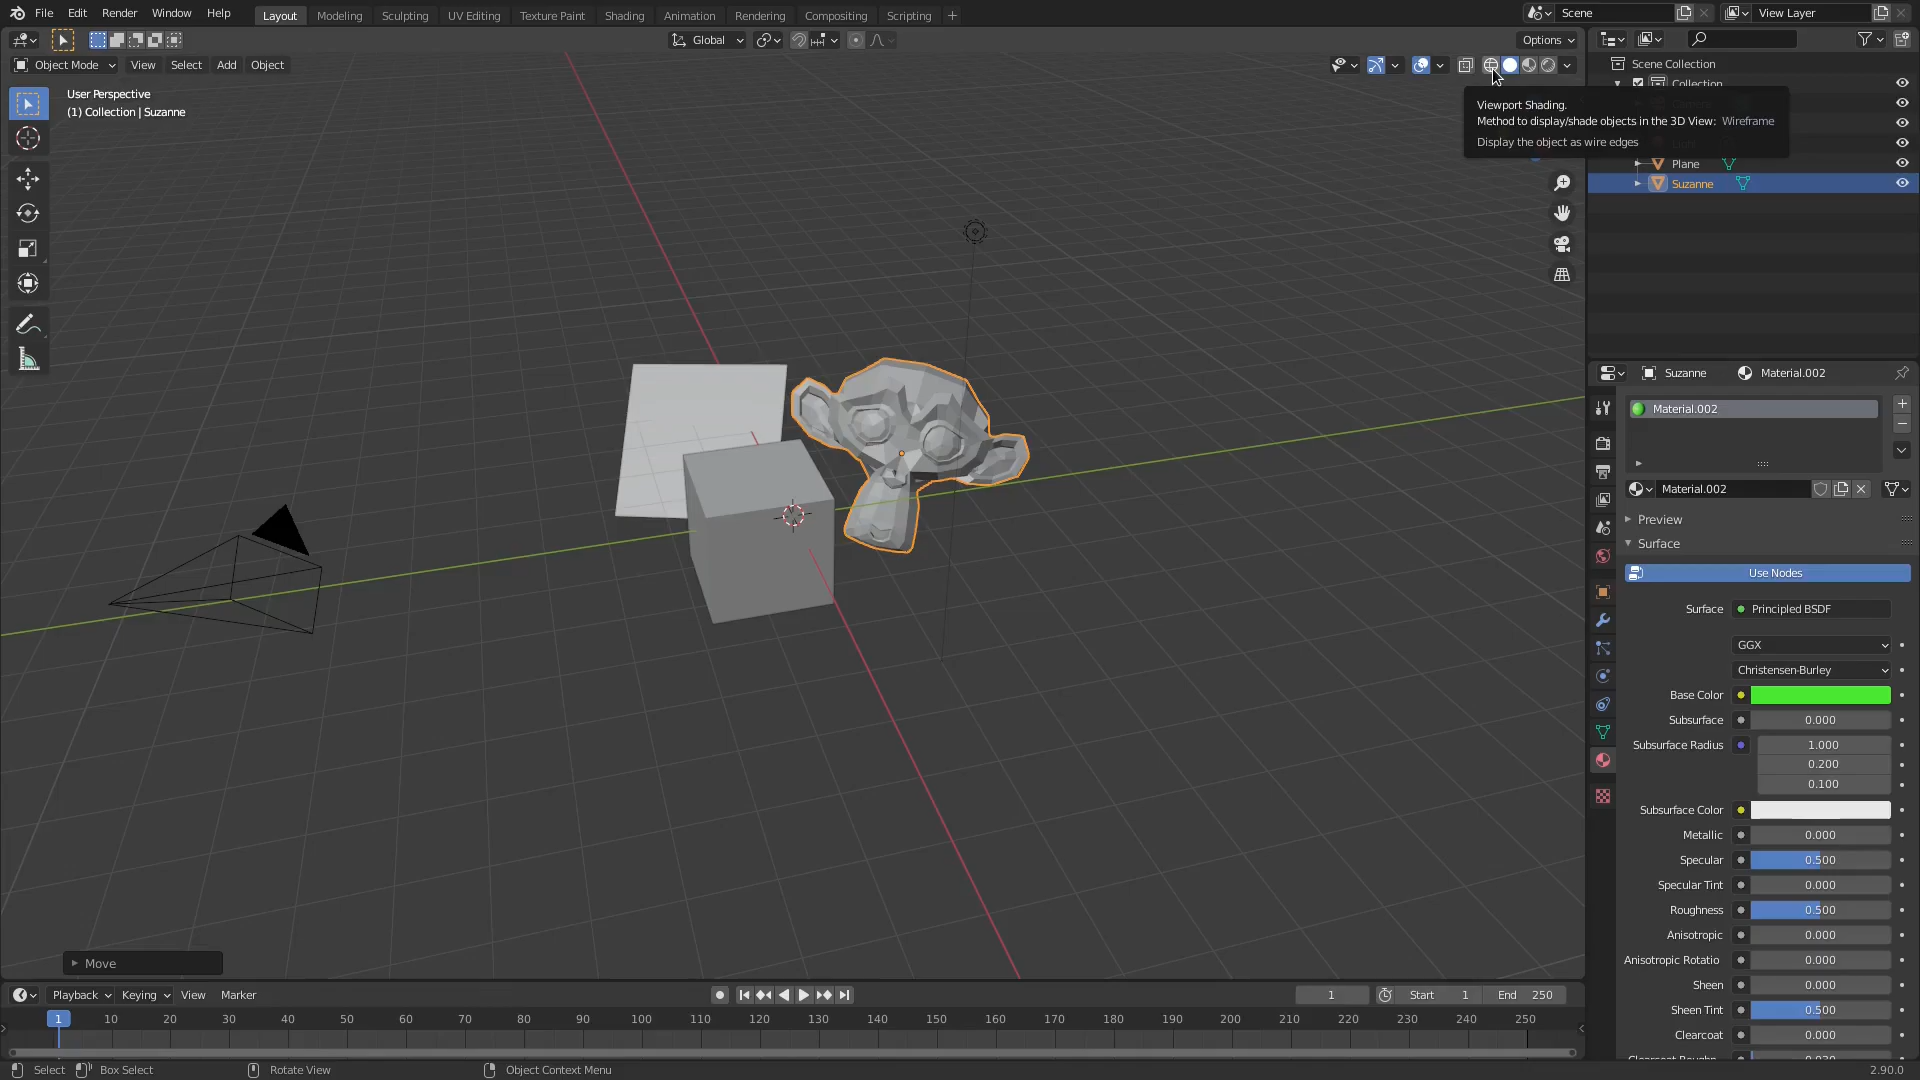 File Edit Render Window Help
Layout Modeling Sculpting UV Editing Texture Paint Shading Animation Rendering Compositing Scripting +
Scene
View Layer
Global
Options
Object Mode View Select Add Object
User Perspective
(1) Collection | Suzanne
Viewport Shading.
Method to display/shade objects in the 3D View: Wireframe
Display the object as wire edges
Scene Collection
Collection
Plane
Suzanne
Suzanne Material.002
Material.002
Material.002
Preview
Surface
Use Nodes
Surface Principled BSDF
GGX
Christensen-Burley
Base Color
Subsurface 0.000
Subsurface Radius 1.000
0.200
0.100
Subsurface Color
Metallic 0.000
Specular 0.500
Specular Tint 0.000
Roughness 0.500
Anisotropic 0.000
Anisotropic Rotatio 0.000
Sheen 0.000
Sheen Tint 0.500
Clearcoat 0.000
Move
Playback Keying View Marker
1 Start 1 End 250
1 10 20 30 40 50 60 70 80 90 100 110 120 130 140 150 160 170 180 190 200 210 220 230 240 250
Select Box Select Rotate View Object Context Menu
2.90.0